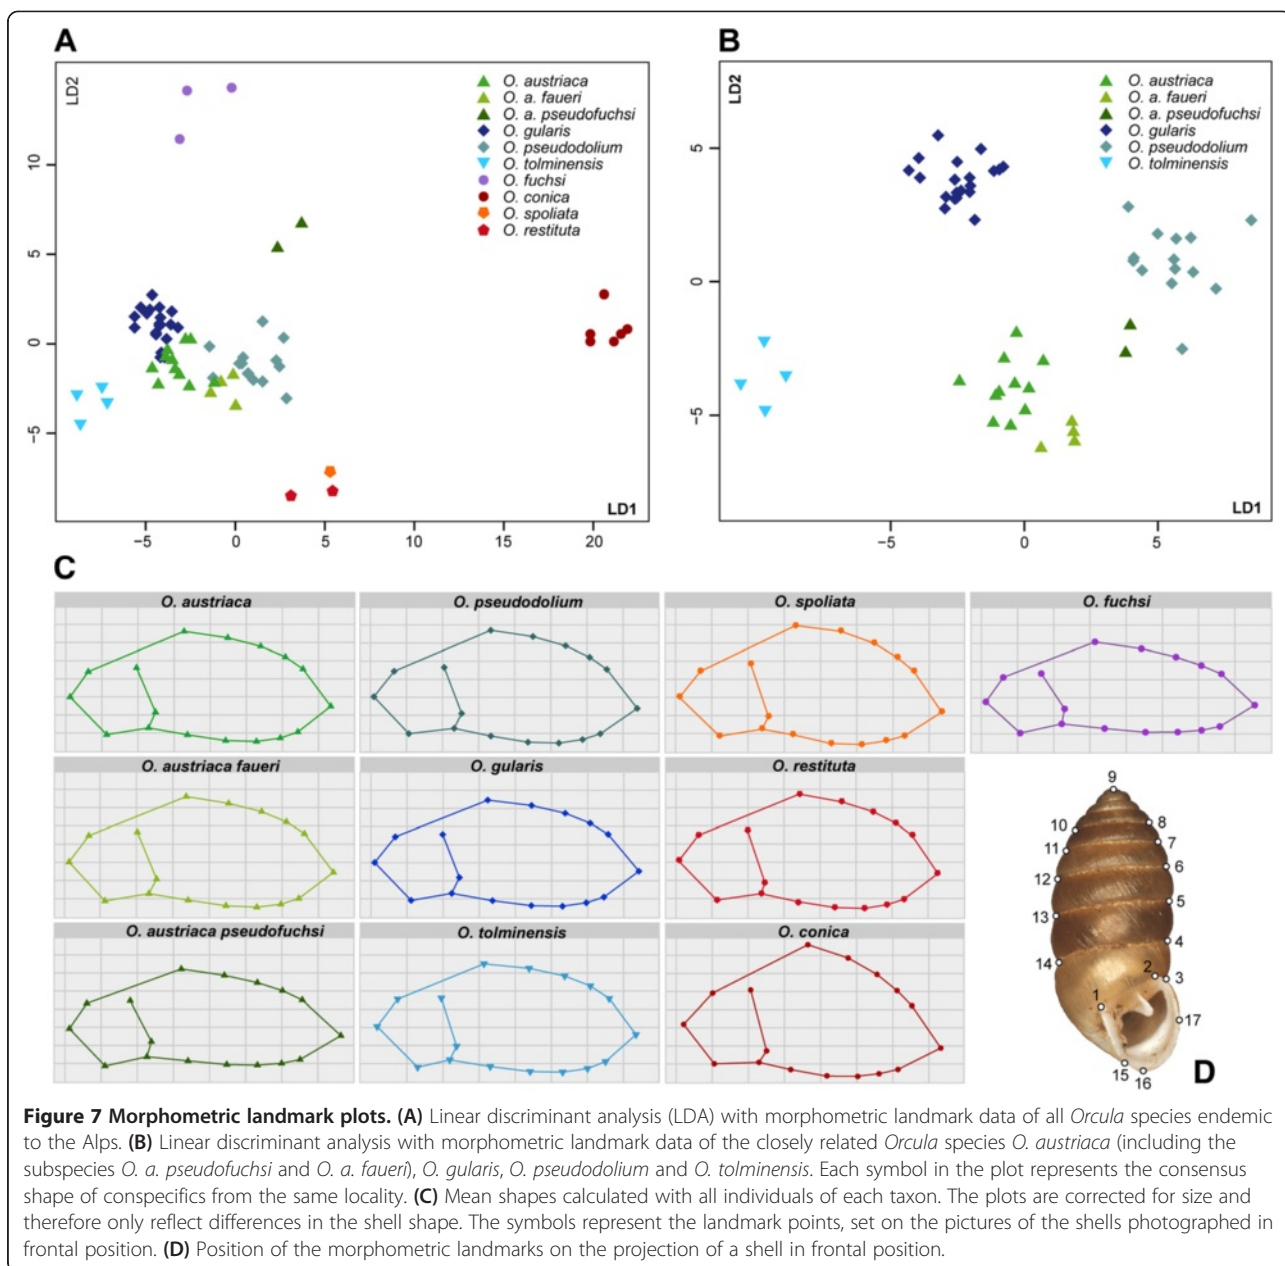 A
LD2
10
5
0
−5
O. austriaca
O. a. faueri
O. a. pseudofuchsi
O. gularis
O. pseudodolium
O. tolminensis
O. fuchsi
O. conica
O. spoliata
O. restituta
LD1
−5 0 5 10 15 20
B
LD2
5
0
−5
O. austriaca
O. a. faueri
O. a. pseudofuchsi
O. gularis
O. pseudodolium
O. tolminensis
LD1
−5 0 5
C
O. austriaca O. pseudodolium O. spoliata O. fuchsi
O. austriaca faueri O. gularis O. restituta
O. austriaca pseudofuchsi O. tolminensis O. conica
9
10 8
11 7
12 6
13 5
14 4
2 3
1
17
15 16
D
Figure 7 Morphometric landmark plots. (A) Linear discriminant analysis (LDA) with morphometric landmark data of all Orcula species endemic
to the Alps. (B) Linear discriminant analysis with morphometric landmark data of the closely related Orcula species O. austriaca (including the
subspecies O. a. pseudofuchsi and O. a. faueri), O. gularis, O. pseudodolium and O. tolminensis. Each symbol in the plot represents the consensus
shape of conspecifics from the same locality. (C) Mean shapes calculated with all individuals of each taxon. The plots are corrected for size and
therefore only reflect differences in the shell shape. The symbols represent the landmark points, set on the pictures of the shells photographed in
frontal position. (D) Position of the morphometric landmarks on the projection of a shell in frontal position.